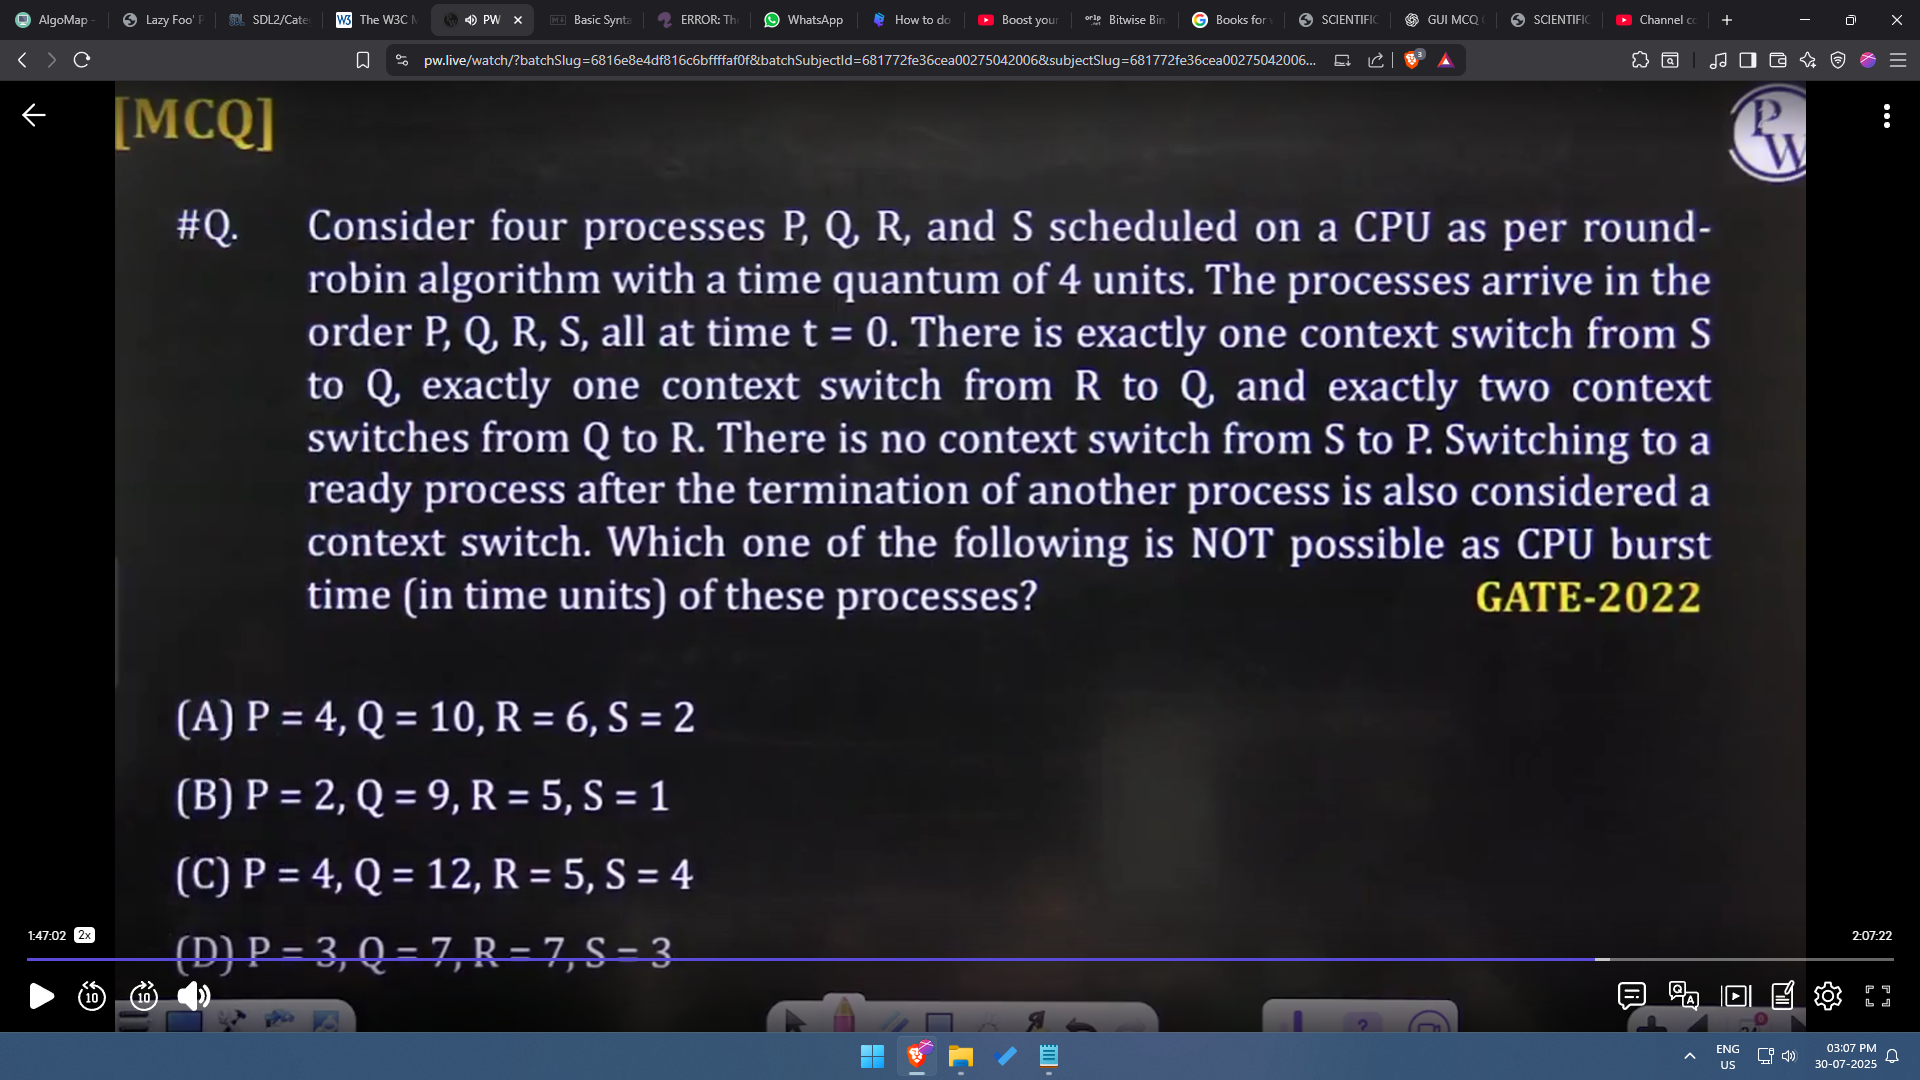 AlgoMap -
Lazy Foo' P
SDL2/Cate
The W3C M
PW
Basic Synta
ERROR: Th
WhatsApp
How to do
Boost your
Bitwise Bin
Books for
SCIENTIFIC
GUI MCQ
SCIENTIFIC
Channel co
pw.live/watch/?batchSlug=6816e8e4df816c6bffffaf0f&batchSubjectId=681772fe36cea00275042006&subjectSlug=681772fe36cea00275042006...
3
[MCQ]
PW
#Q. Consider four processes P, Q, R, and S scheduled on a CPU as per round-
robin algorithm with a time quantum of 4 units. The processes arrive in the
order P, Q, R, S, all at time t = 0. There is exactly one context switch from S
to Q, exactly one context switch from R to Q, and exactly two context
switches from Q to R. There is no context switch from S to P. Switching to a
ready process after the termination of another process is also considered a
context switch. Which one of the following is NOT possible as CPU burst
time (in time units) of these processes? GATE-2022
(A) P = 4, Q = 10, R = 6, S = 2
(B) P = 2, Q = 9, R = 5, S = 1
(C) P = 4, Q = 12, R = 5, S = 4
(D) P = 3, Q = 7, R = 7, S = 3
1:47:02 2x
2:07:22
10
10
ENG
US
03:07 PM
30-07-2025